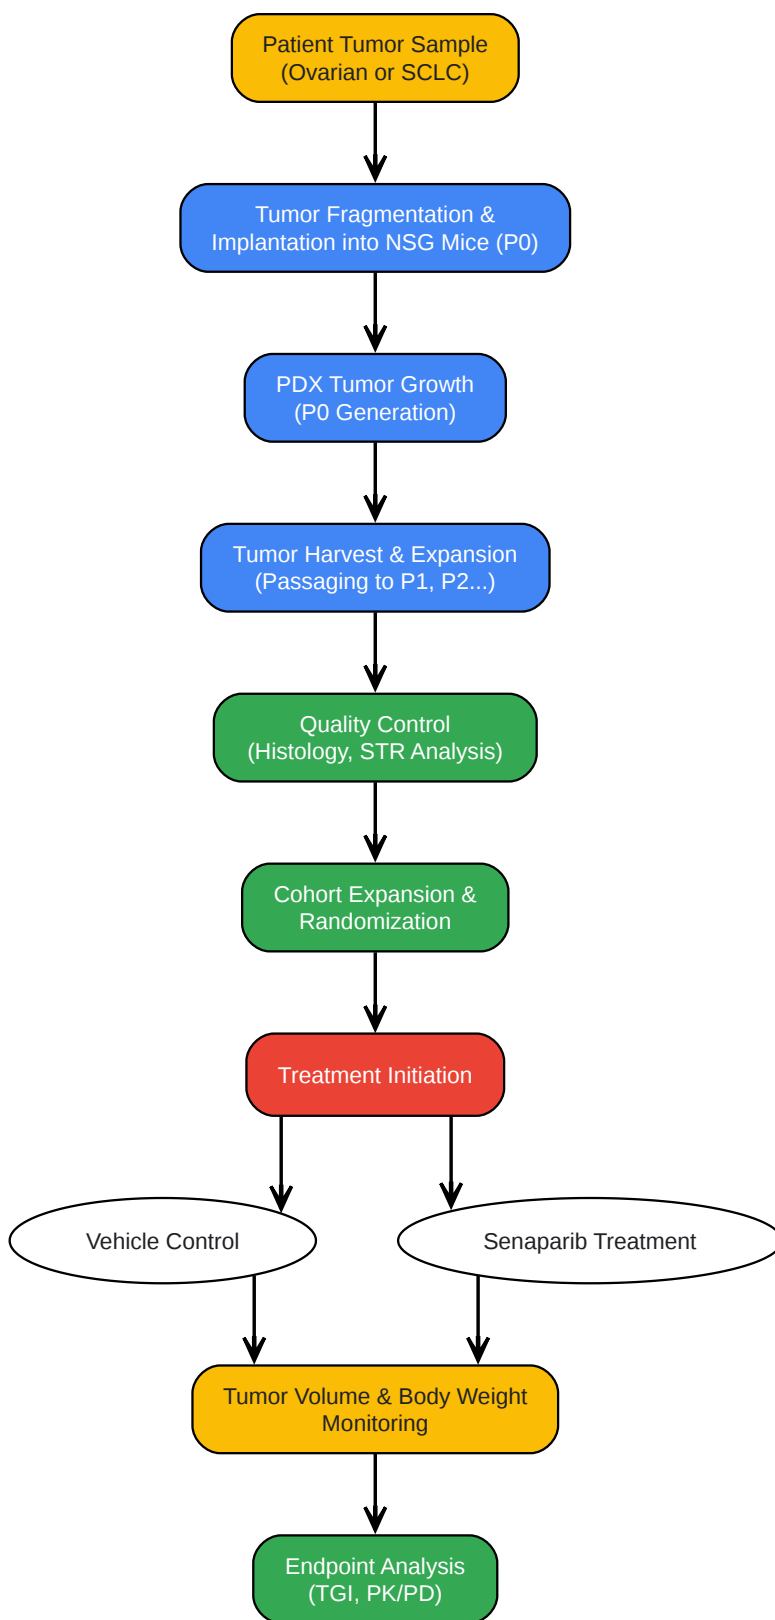 Patient Tumor Sample
(Ovarian or SCLC)
Tumor Fragmentation &
Implantation into NSG Mice (P0)
PDX Tumor Growth
(P0 Generation)
Tumor Harvest & Expansion
(Passaging to P1, P2...)
Quality Control
(Histology, STR Analysis)
Cohort Expansion &
Randomization
Treatment Initiation
Vehicle Control
Senaparib Treatment
Tumor Volume & Body Weight
Monitoring
Endpoint Analysis
(TGI, PK/PD)